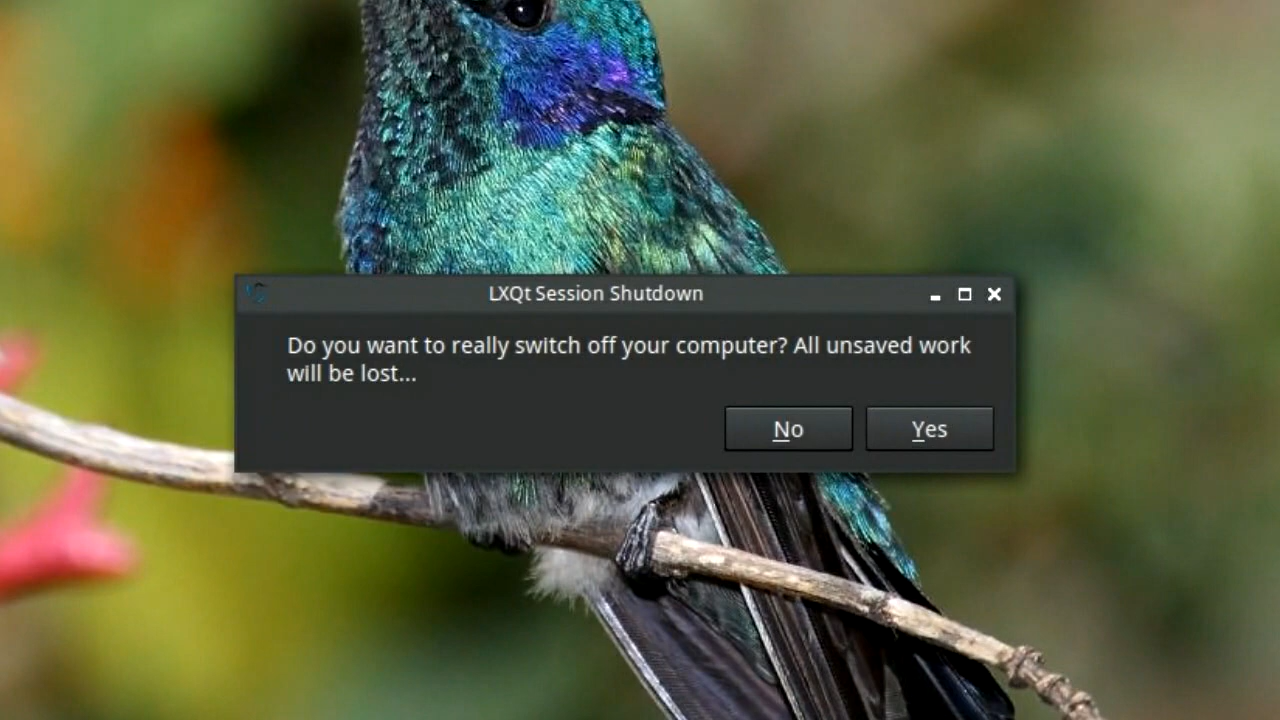 LXQt Session Shutdown
Do you want to really switch off your computer? All unsaved work
will be lost...
No
Yes